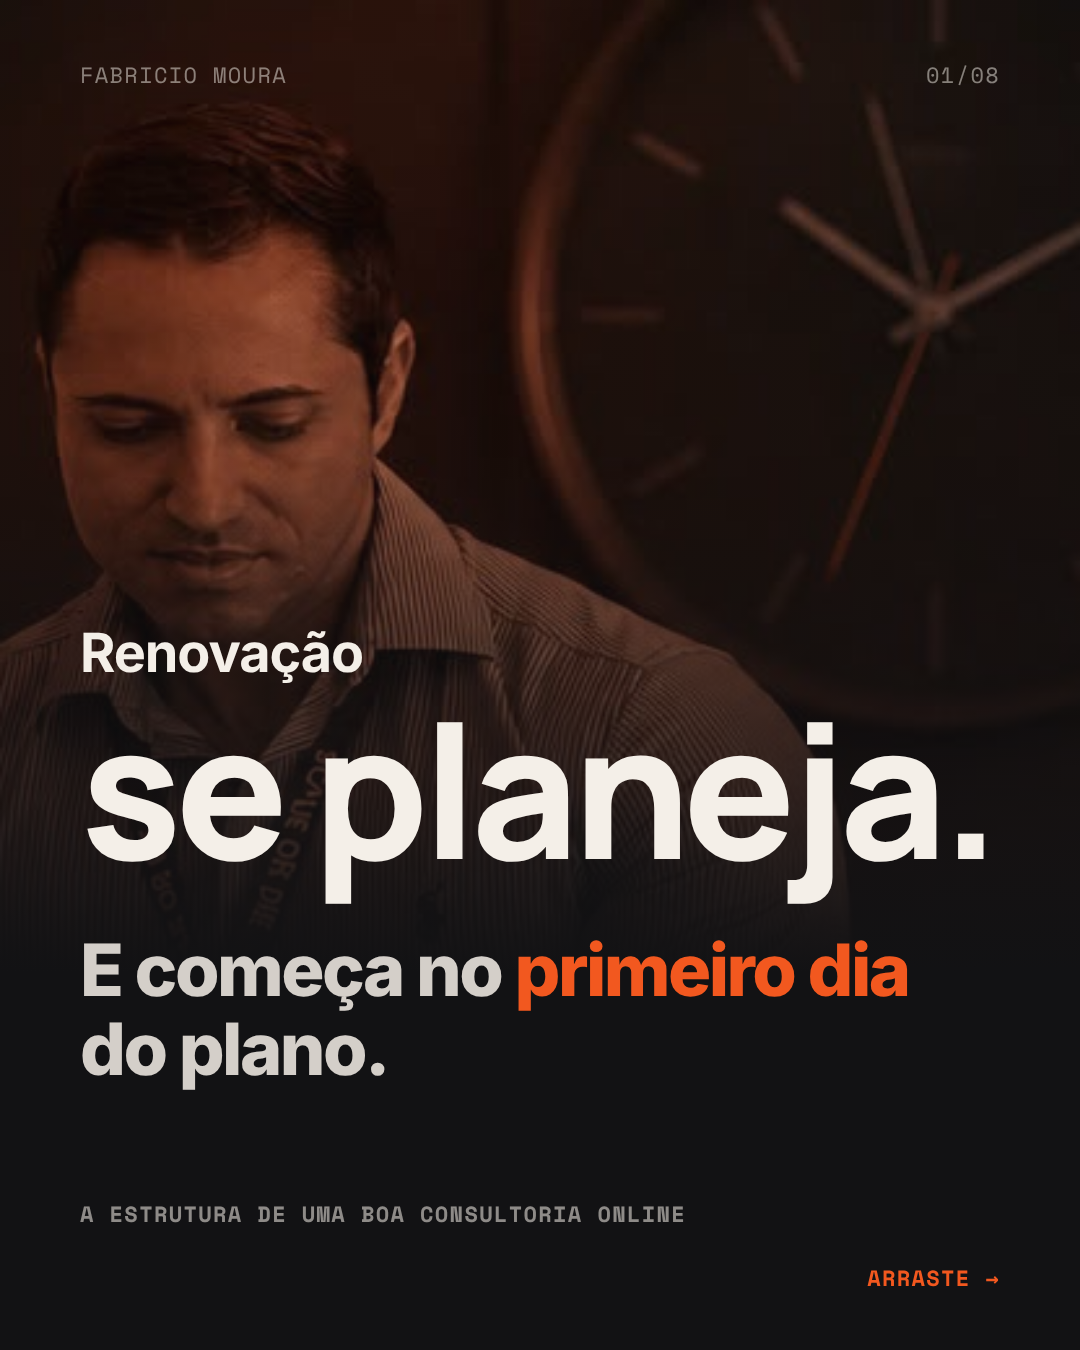 FABRICIO MOURA
01/08
Renovação
se planeja.
E começa no primeiro dia
do plano.
A ESTRUTURA DE UMA BOA CONSULTORIA ONLINE
ARRASTE →